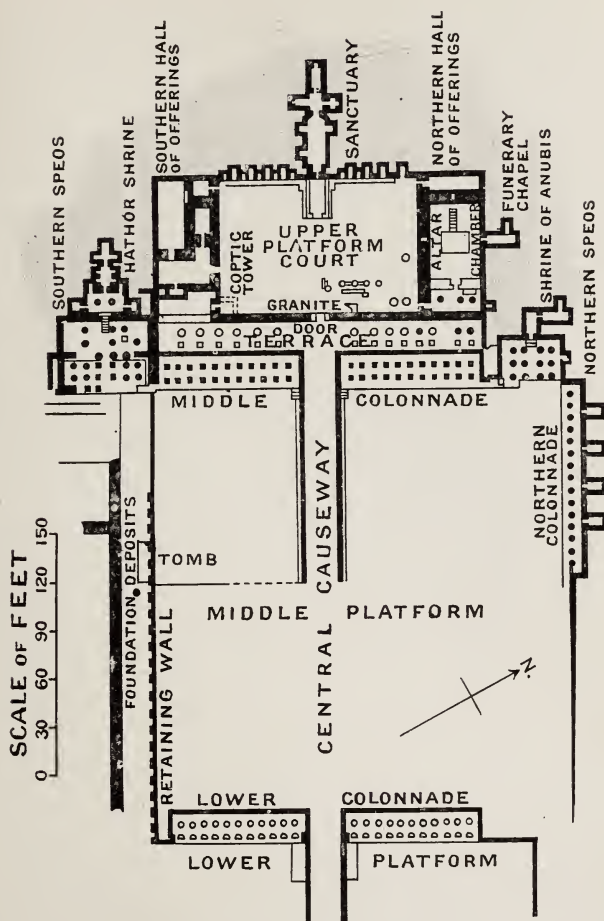 SOUTHERN SPEOS
HATHOR SHRINE
SOUTHERN HALL
OF OFFERINGS
SANCTUARY
NORTHERN HALL
OF OFFERINGS
FUNERARY
CHAPEL
SHRINE OF ANUBIS
NORTHERN SPEOS
COPTIC
TOWER
UPPER
PLATFORM
COURT
ALTAR
CHAMBER
GRANITE
DOOR
TERRACE
MIDDLE COLONNADE
NORTHERN
COLONNADE
CENTRAL CAUSEWAY
TOMB
FOUNDATION DEPOSITS
RETAINING WALL
MIDDLE PLATFORM
SCALE OF FEET
0 30 60 90 120 150
N.
LOWER COLONNADE
LOWER PLATFORM